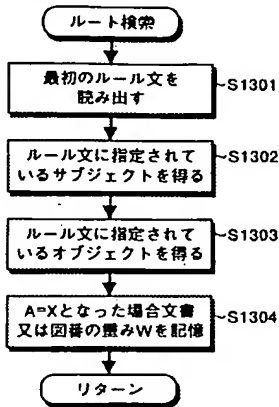 ルート検索
最初のルール文を
読み出す
~S1301
ルール文に指定されて
いるサブジェクトを得る
~S1302
ルール文に指定されて
いるオブジェクトを得る
~S1303
A=Xとなった場合文書
又は図番の重みWを記憶
~S1304
リターン